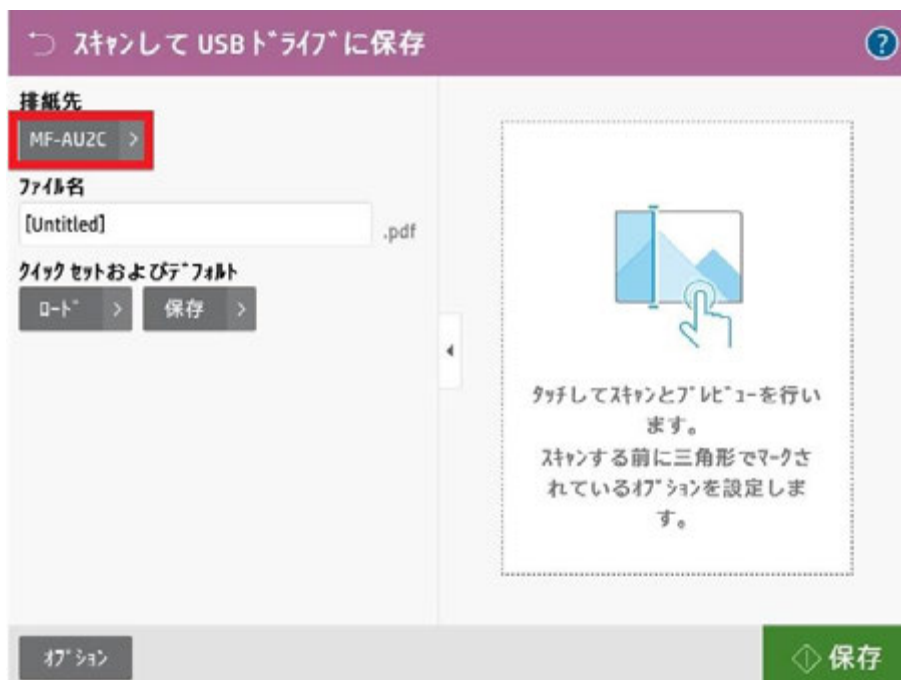 ｽｷｬﾝして USB ﾄﾞﾗｲﾌﾞに保存
?
排紙先
MF-AU2C >
ﾌｧｲﾙ名
[Untitled]
.pdf
ｸｲｯｸ ｾｯﾄおよびﾃﾞﾌｫﾙﾄ
ﾛｰﾄﾞ >
保存 >
ﾀｯﾁしてｽｷｬﾝとﾌﾟﾚﾋﾞｭｰを行い
ます。
ｽｷｬﾝする前に三角形でﾏｰｸさ
れているｵﾌﾟｼｮﾝを設定しま
す。
ｵﾌﾟｼｮﾝ
保存